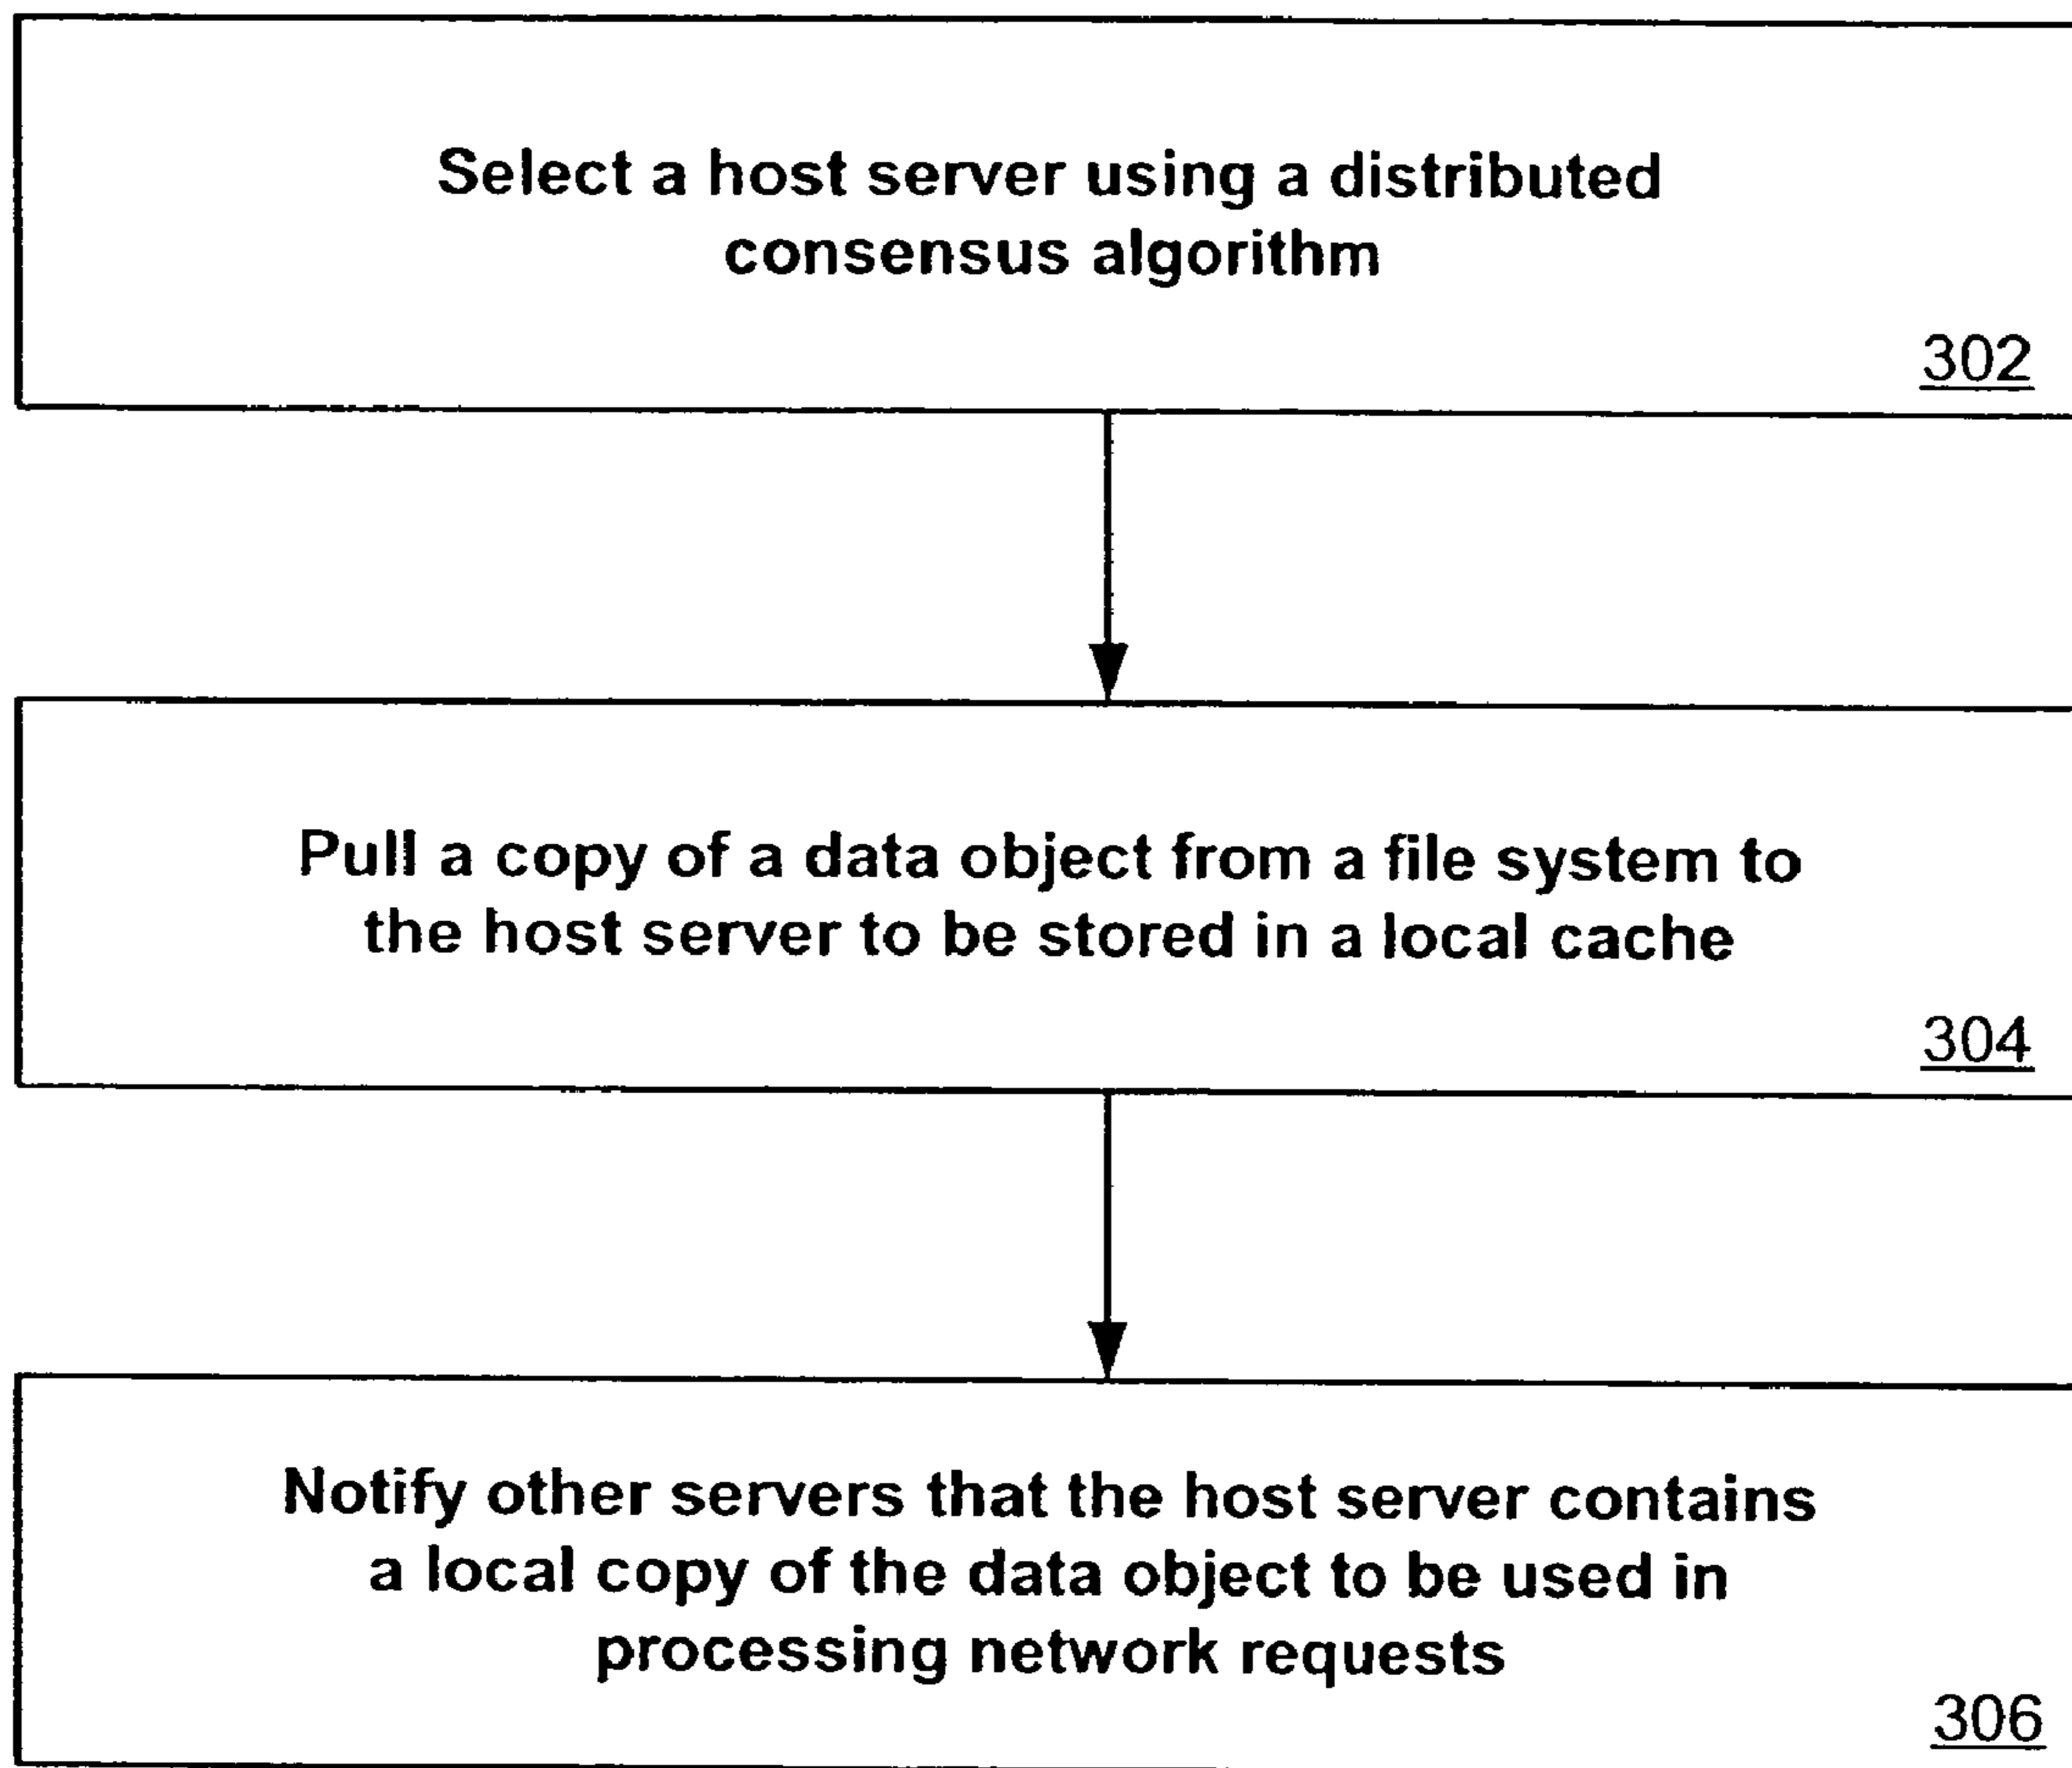 Select a host server using a distributed
consensus algorithm
302
Pull a copy of a data object from a file system to
the host server to be stored in a local cache
304
Notify other servers that the host server contains
a local copy of the data object to be used in
processing network requests
306